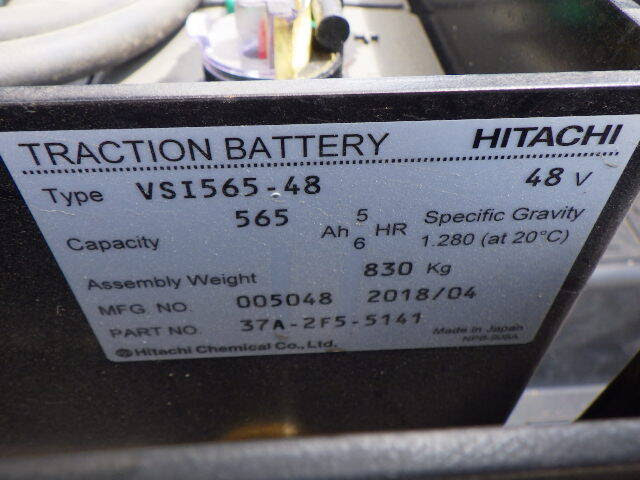 TRACTION BATTERY HITACHI
Type VSI565-48 48 V
Capacity 565 Ah 5 6 HR Specific Gravity
1.280 (at 20°C)
Assembly Weight 830 Kg
MFG. NO. 005048 2018/04
PART NO. 37A-2F5-5141 Made in Japan
Hitachi Chemical Co., Ltd.